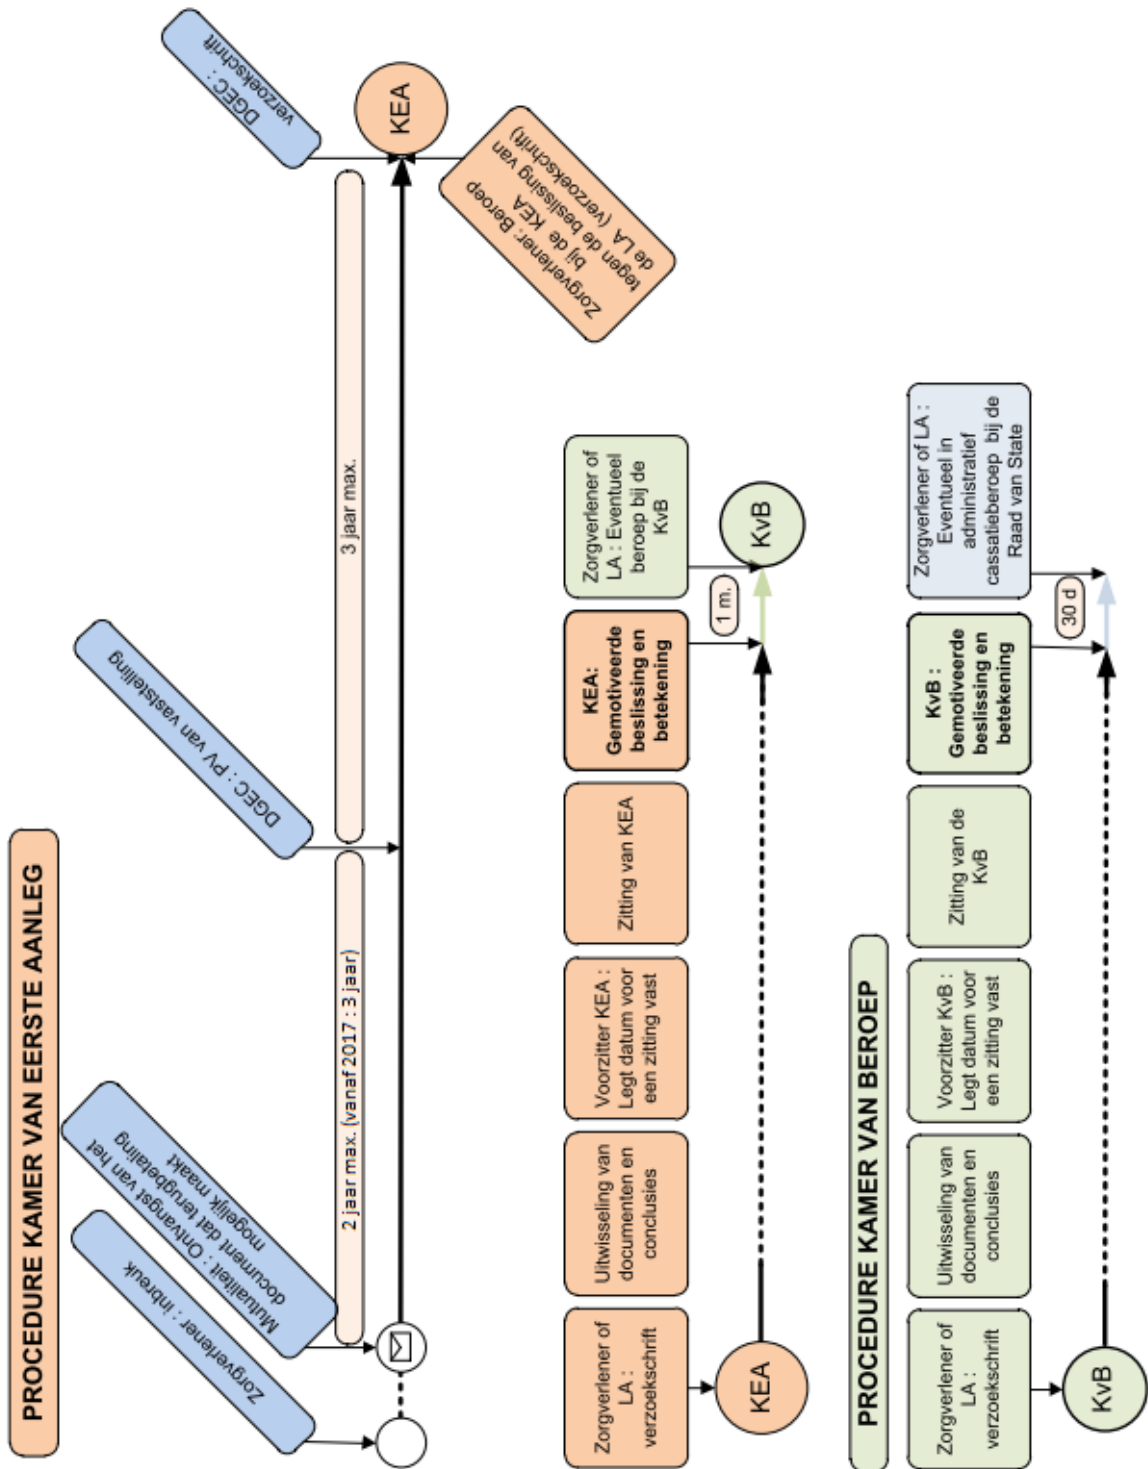 PROCEDURE KAMER VAN EERSTE AANLEG
Zorgverlener : inbreuk
Mutualiteit : Ontvangst van het
document dat terugbetaling
mogelijk maakt
DGEC : PV van vaststelling
DGEC :
verzoekschrift
2 jaar max. (vanaf 2017 : 3 jaar)
3 jaar max.
KEA
Zorgverlener: Beroep
bij de KEA
tegen de beslissing van
de LA (verzoekschrift)
Zorgverlener of
LA :
verzoekschrift
Uitwisseling van
documenten en
conclusies
Voorzitter KEA :
Legt datum voor
een zitting vast
Zitting van KEA
KEA:
Gemotiveerde
beslissing en
betekening
Zorgverlener of
LA : Eventueel
beroep bij de
KvB
1 m.
KEA
KvB
PROCEDURE KAMER VAN BEROEP
Zorgverlener of
LA :
verzoekschrift
Uitwisseling van
documenten en
conclusies
Voorzitter KvB :
Legt datum voor
een zitting vast
Zitting van de
KvB
KvB :
Gemotiveerde
beslissing en
betekening
Zorgverlener of LA :
Eventueel in
administratief
cassatieberoep bij de
Raad van State
30 d
KvB